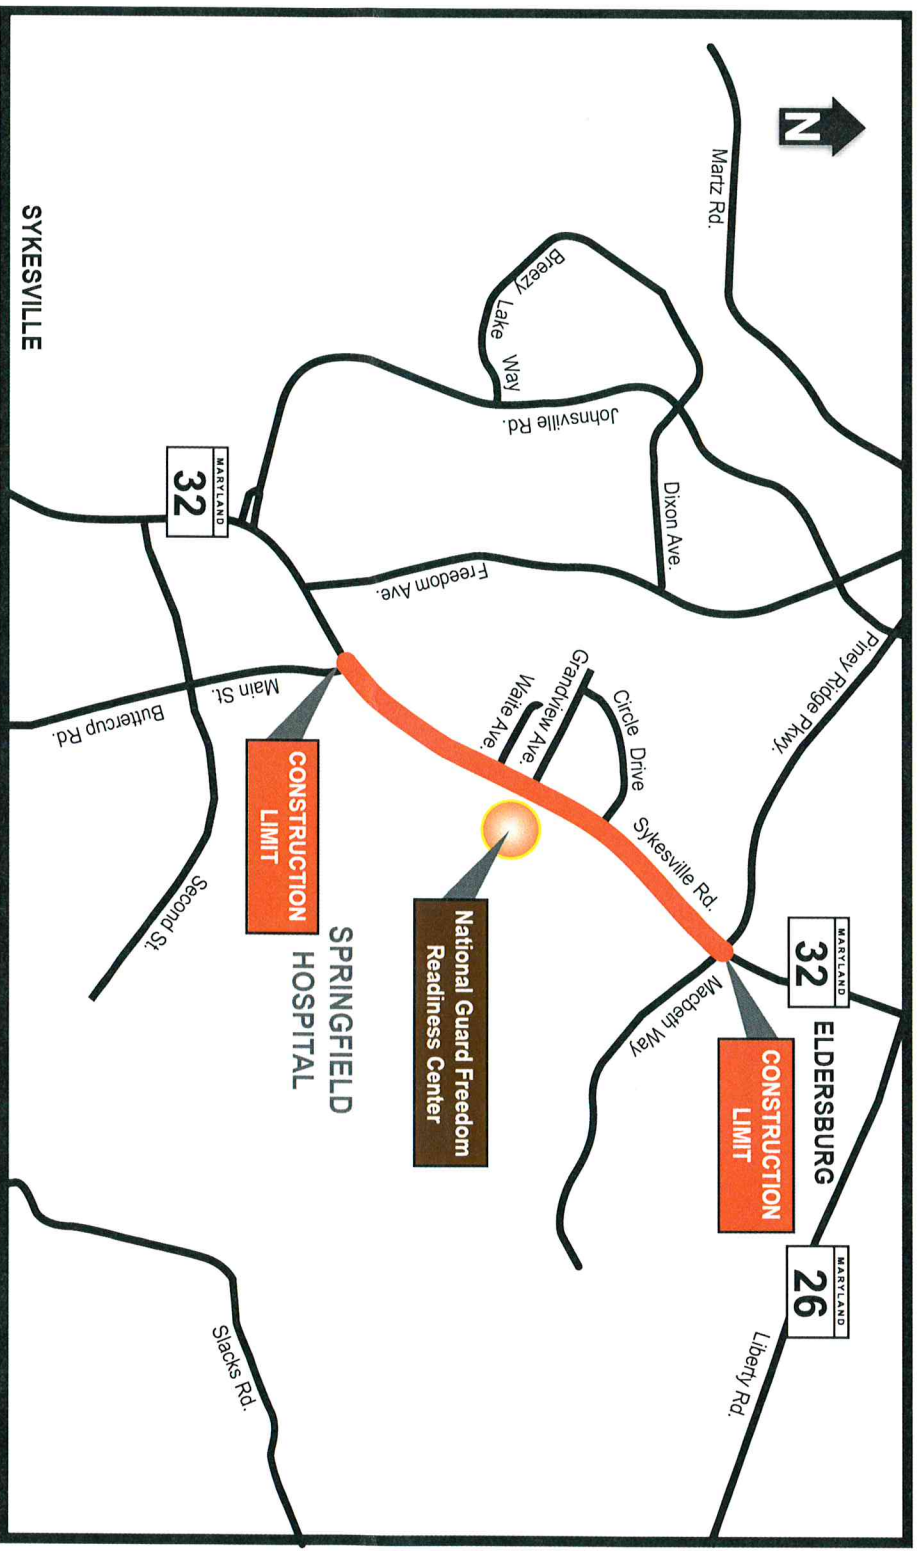 N
Martz Rd.
Breezy
Lake
Way
Johnsville Rd.
Dixon Ave.
Freedom Ave.
Piney Ridge Pkwy.
Circle Drive
Grandview Ave.
Waite Ave.
Sykesville Rd.
MARYLAND
32
ELDERSBURG
MARYLAND
26
Liberty Rd.
CONSTRUCTION
LIMIT
Macbeth Way
National Guard Freedom
Readiness Center
SPRINGFIELD
HOSPITAL
CONSTRUCTION
LIMIT
MARYLAND
32
Main St.
Buttercup Rd.
Second St.
Slacks Rd.
SYKESVILLE